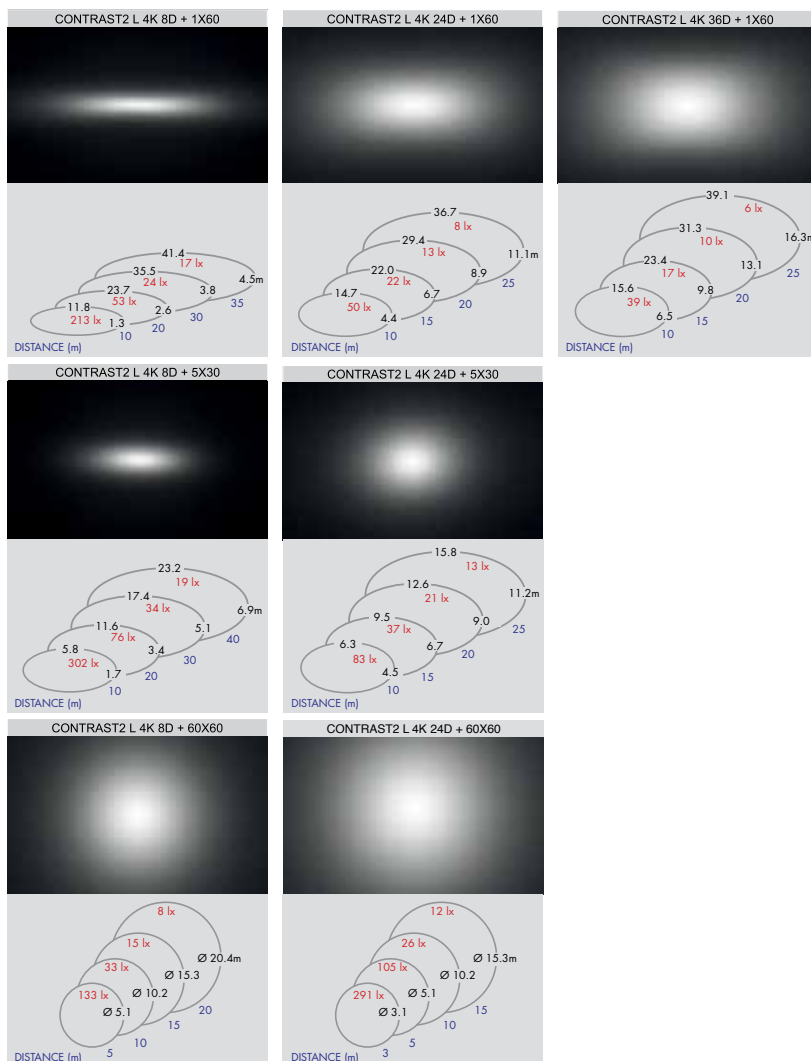 CONTRAST2 L 4K 8D + 1X60
41.4
17 lx
35.5
4.5m
24 lx
3.8
23.7
35
53 lx
2.6
11.8
30
213 lx
1.3
20
10
DISTANCE (m)
CONTRAST2 L 4K 24D + 1X60
36.7
8 lx
29.4
11.1m
13 lx
22.0
8.9
22 lx
25
14.7
6.7
50 lx
20
4.4
15
10
DISTANCE (m)
CONTRAST2 L 4K 36D + 1X60
39.1
6 lx
31.3
16.3m
10 lx
23.4
13.1
17 lx
25
15.6
9.8
39 lx
20
6.5
15
10
DISTANCE (m)
CONTRAST2 L 4K 8D + 5X30
23.2
19 lx
17.4
6.9m
34 lx
11.6
5.1
76 lx
40
5.8
3.4
302 lx
30
1.7
20
10
DISTANCE (m)
CONTRAST2 L 4K 24D + 5X30
15.8
13 lx
12.6
11.2m
21 lx
9.5
9.0
37 lx
25
6.3
6.7
83 lx
20
4.5
15
10
DISTANCE (m)
CONTRAST2 L 4K 8D + 60X60
8 lx
15 lx
Ø 20.4m
33 lx
Ø 15.3
133 lx
Ø 10.2
20
Ø 5.1
15
10
5
DISTANCE (m)
CONTRAST2 L 4K 24D + 60X60
12 lx
26 lx
Ø 15.3m
105 lx
Ø 10.2
291 lx
Ø 5.1
15
Ø 3.1
10
5
3
DISTANCE (m)